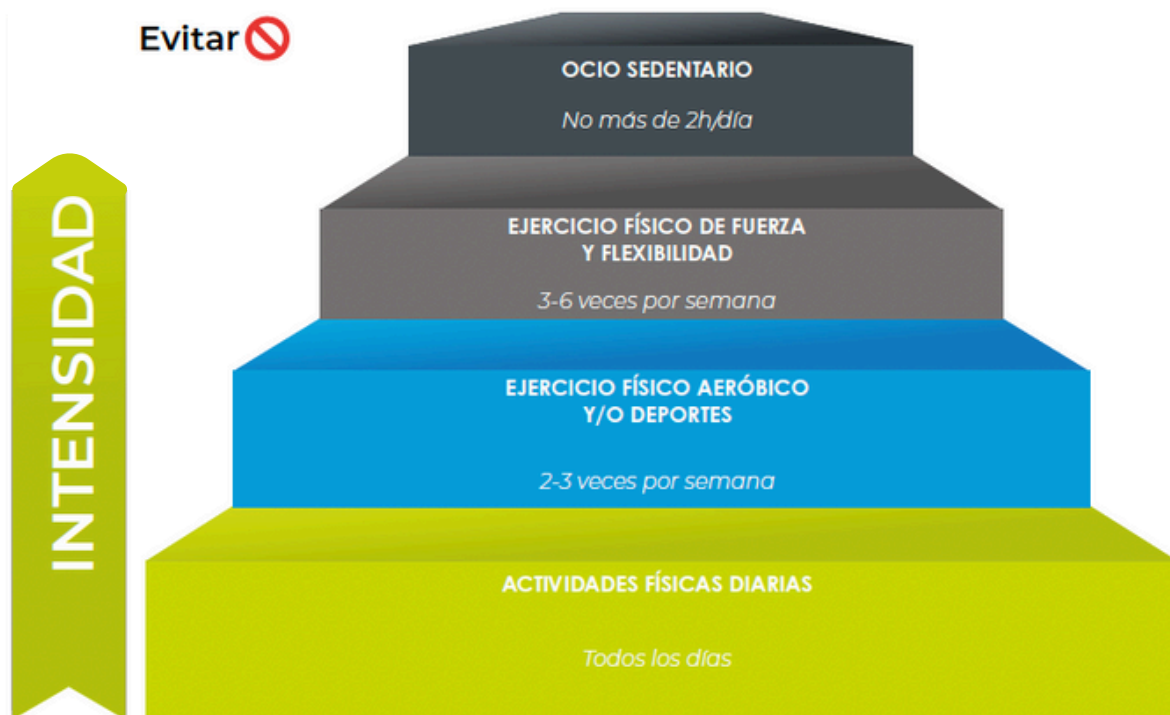 Evitar
OCIO SEDENTARIO
No más de 2h/día
INTENSIDAD
EJERCICIO FÍSICO DE FUERZA
Y FLEXIBILIDAD
3-6 veces por semana
EJERCICIO FÍSICO AERÓBICO
Y/O DEPORTES
2-3 veces por semana
ACTIVIDADES FÍSICAS DIARIAS
Todos los días